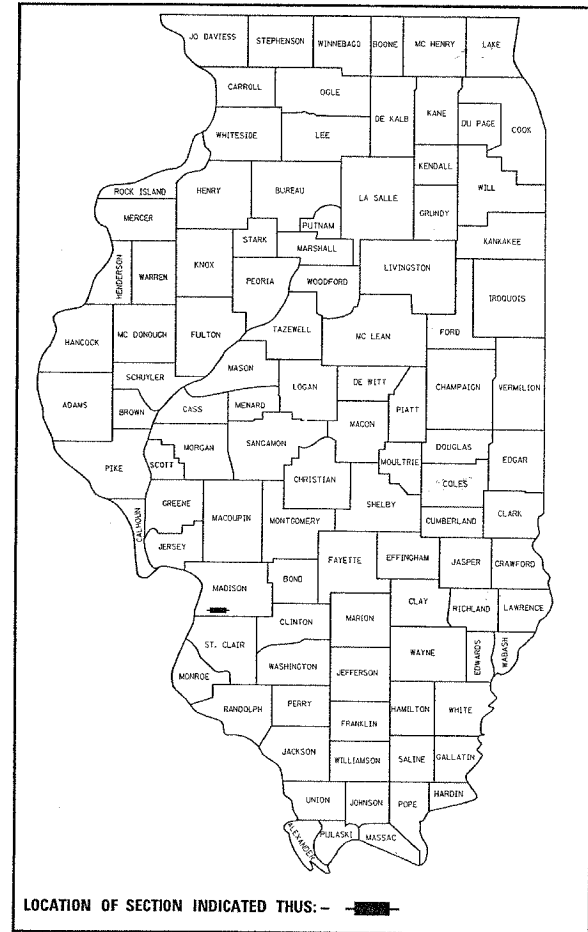 JO DAVIESS STEPHENSON WINNEBAGO BOONE MC HENRY LAKE
CARROLL OGLE DE KALB KANE DU PAGE COOK
WHITESIDE LEE
KENDALL WILL
ROCK ISLAND HENRY BUREAU LA SALLE GRUNDY
MERCER PUTNAM
STARK MARSHALL KANKAKEE
HENDERSON WARREN KNOX PEORIA WOODFORD LIVINGSTON IROQUOIS
HANCOCK MC DONOUGH FULTON TAZEWELL MC LEAN FORD
SCHUYLER MASON LOGAN DE WITT CHAMPAIGN VERMILION
ADAMS BROWN CASS MENARD MACON PIATT
PIKE SCOTT MORGAN SANGAMON CHRISTIAN MOULTRIE DOUGLAS EDGAR
COLES
CALHOUN GREENE MACOUPIN MONTGOMERY SHELBY CUMBERLAND CLARK
JERSEY
MADISON BOND FAYETTE EFFINGHAM JASPER CRAWFORD
CLINTON MARION CLAY RICHLAND LAWRENCE
ST. CLAIR WASHINGTON JEFFERSON WAYNE EDWARDS WABASH
MONROE
RANDOLPH PERRY FRANKLIN HAMILTON WHITE
JACKSON WILLIAMSON SALINE GALLATIN
UNION JOHNSON POPE HARDIN
ALEXANDER PULASKI MASSAC
LOCATION OF SECTION INDICATED THUS: -